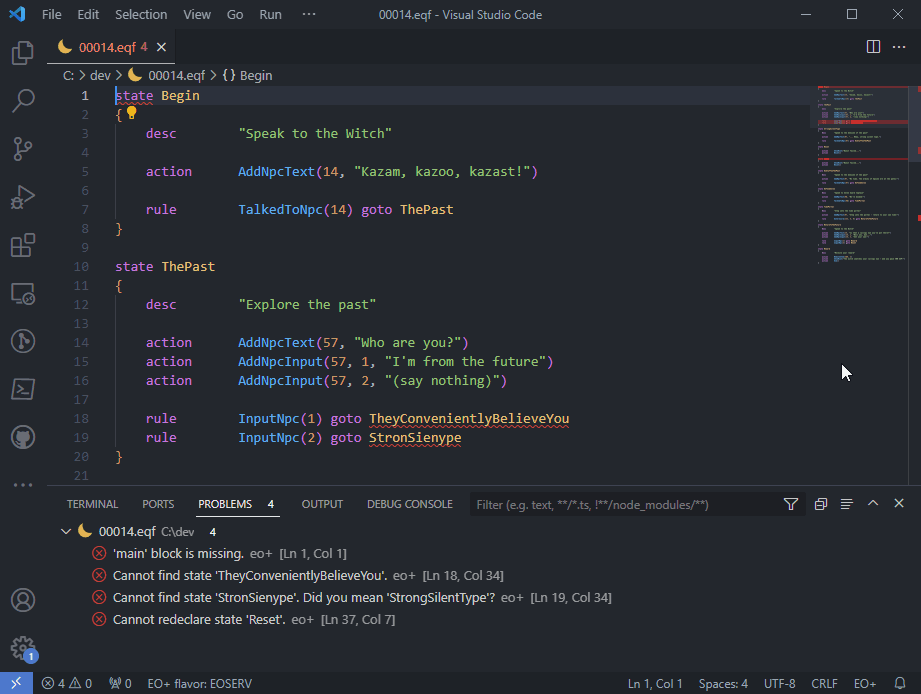 File Edit Selection View Go Run ··· 00014.eqf - Visual Studio Code
00014.eqf 4
C: > dev > 00014.eqf > {} Begin
1 state Begin
2 {
3 desc "Speak to the Witch"
4
5 action AddNpcText(14, "Kazam, kazoo, kazast!")
6
7 rule TalkedToNpc(14) goto ThePast
8 }
9
10 state ThePast
11 {
12 desc "Explore the past"
13
14 action AddNpcText(57, "Who are you?")
15 action AddNpcInput(57, 1, "I'm from the future")
16 action AddNpcInput(57, 2, "(say nothing)")
17
18 rule InputNpc(1) goto TheyConvenientlyBelieveYou
19 rule InputNpc(2) goto StronSienype
20 }
21
TERMINAL PORTS PROBLEMS 4 OUTPUT DEBUG CONSOLE Filter (e.g. text, **/*.ts, !**/node_modules/**)
00014.eqf C:\dev 4
'main' block is missing. eo+ [Ln 1, Col 1]
Cannot find state 'TheyConvenientlyBelieveYou'. eo+ [Ln 18, Col 34]
Cannot find state 'StronSienype'. Did you mean 'StrongSilentType'? eo+ [Ln 19, Col 34]
Cannot redeclare state 'Reset'. eo+ [Ln 37, Col 7]
1
4 0 0 EO+ flavor: EOSERV Ln 1, Col 1 Spaces: 4 UTF-8 CRLF EO+